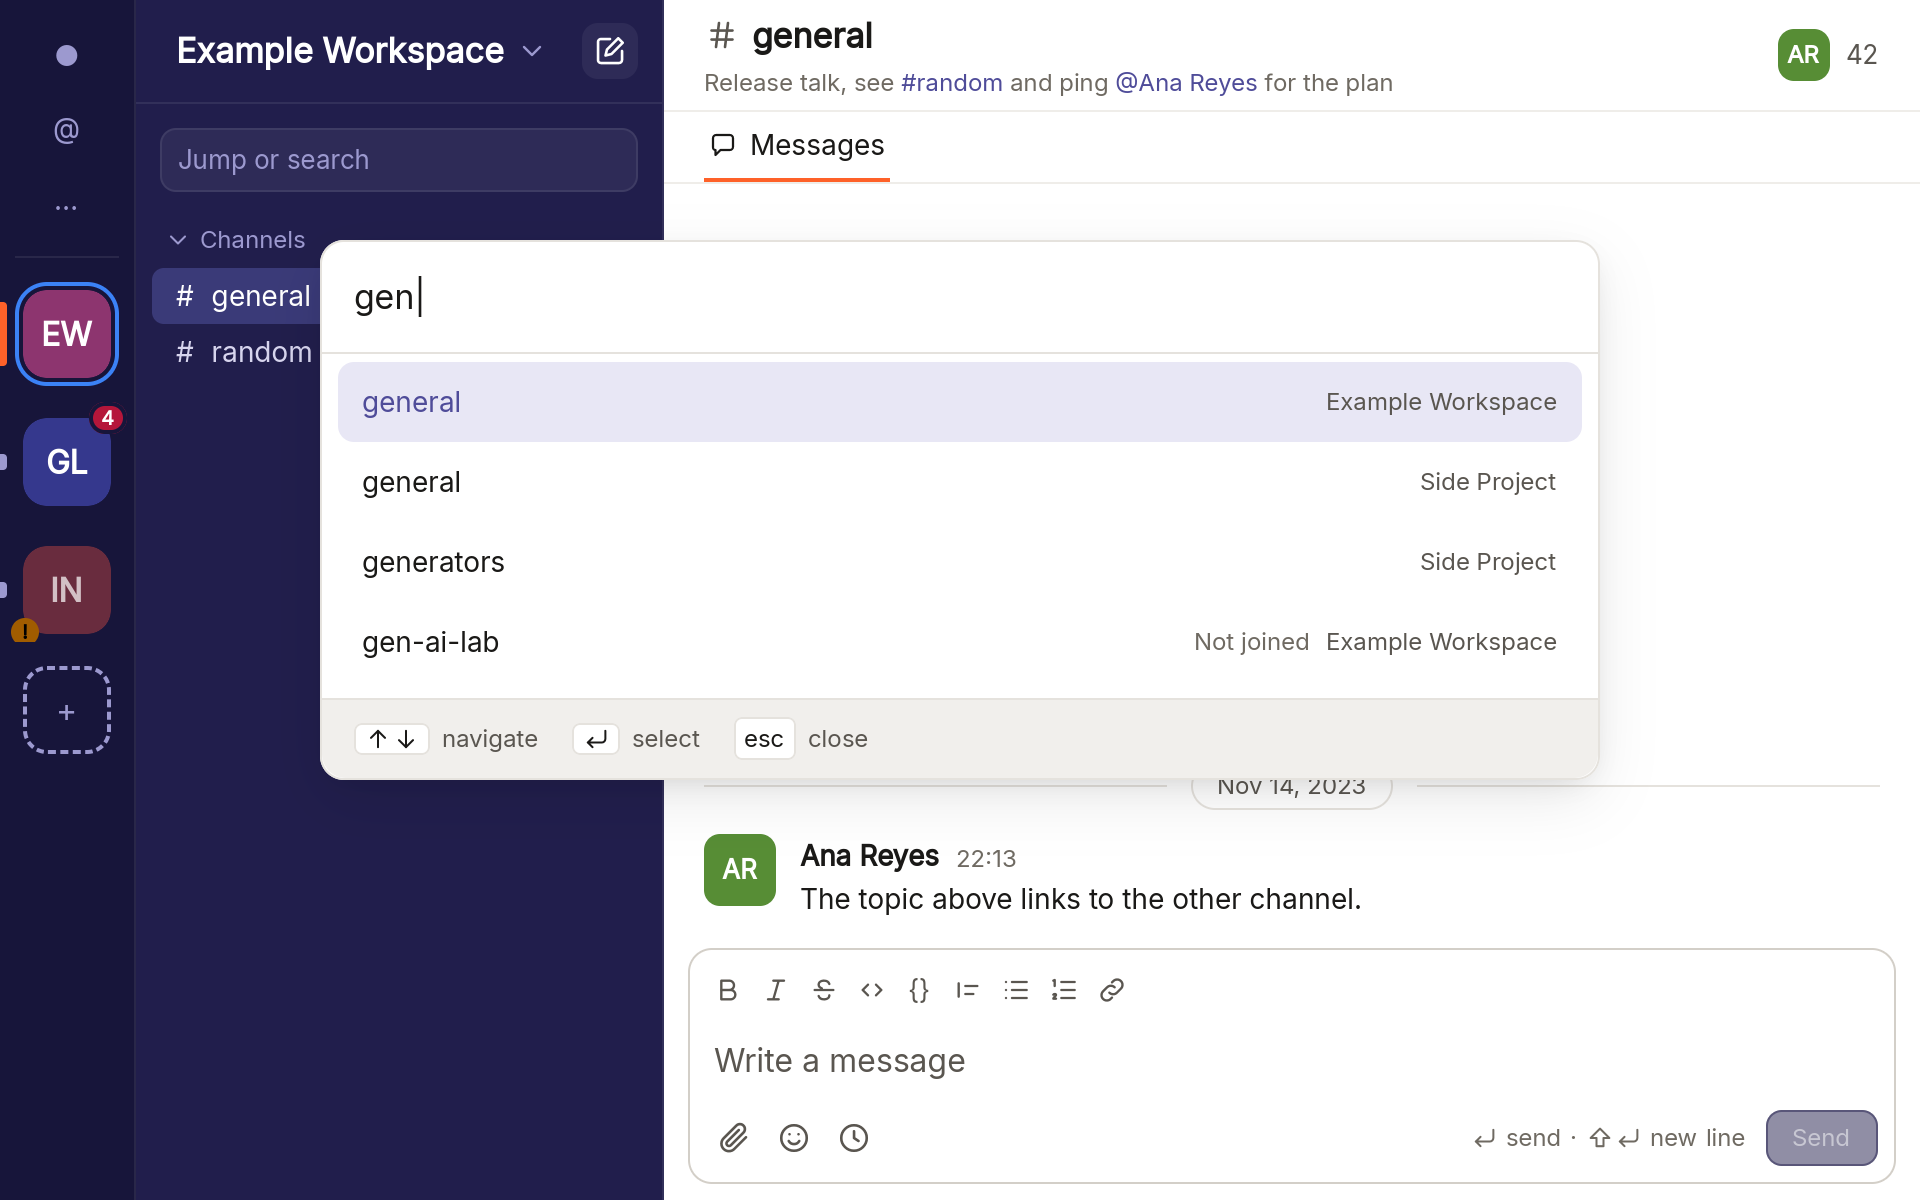 @
...
EW
4
GL
IN
!
+
Example Workspace
Jump or search
Channels
# general
# random
# general
Release talk, see #random and ping @Ana Reyes for the plan
AR 42
Messages
gen
general Example Workspace
general Side Project
generators Side Project
gen-ai-lab Not joined Example Workspace
↑ ↓ navigate ↵ select esc close
Nov 14, 2023
AR
Ana Reyes 22:13
The topic above links to the other channel.
Write a message
↵ send · ⇧ ↵ new line Send